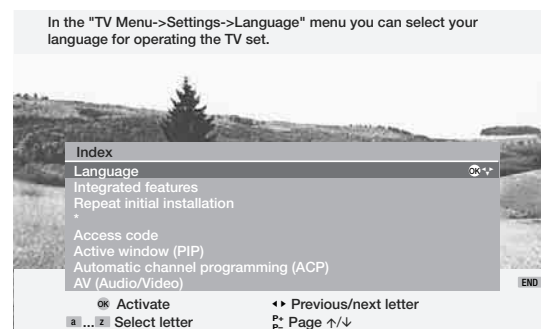 In the "TV Menu->Settings->Language" menu you can select your
language for operating the TV set.
Index
Language OK
Integrated features
Repeat initial installation
*
Access code
Active window (PIP)
Automatic channel programming (ACP)
AV (Audio/Video)
END
OK Activate ◂▸ Previous/next letter
a ... z Select letter P+ P– Page ↑/↓